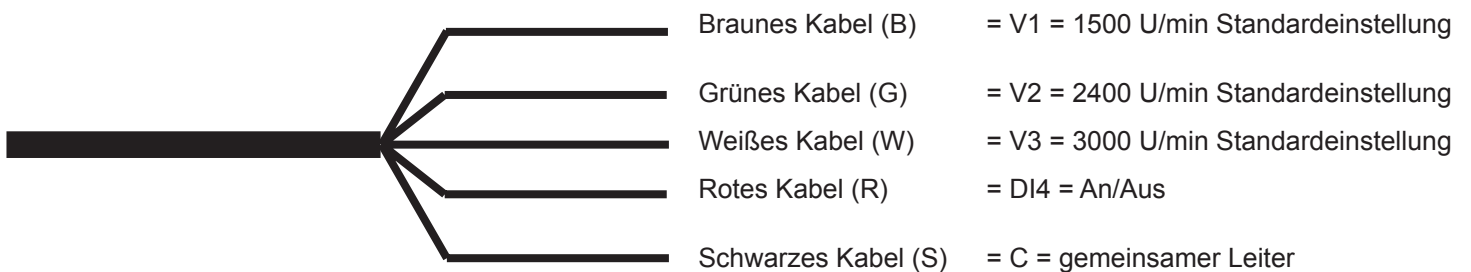 Braunes Kabel (B) = V1 = 1500 U/min Standardeinstellung
Grünes Kabel (G) = V2 = 2400 U/min Standardeinstellung
Weißes Kabel (W) = V3 = 3000 U/min Standardeinstellung
Rotes Kabel (R) = DI4 = An/Aus
Schwarzes Kabel (S) = C = gemeinsamer Leiter